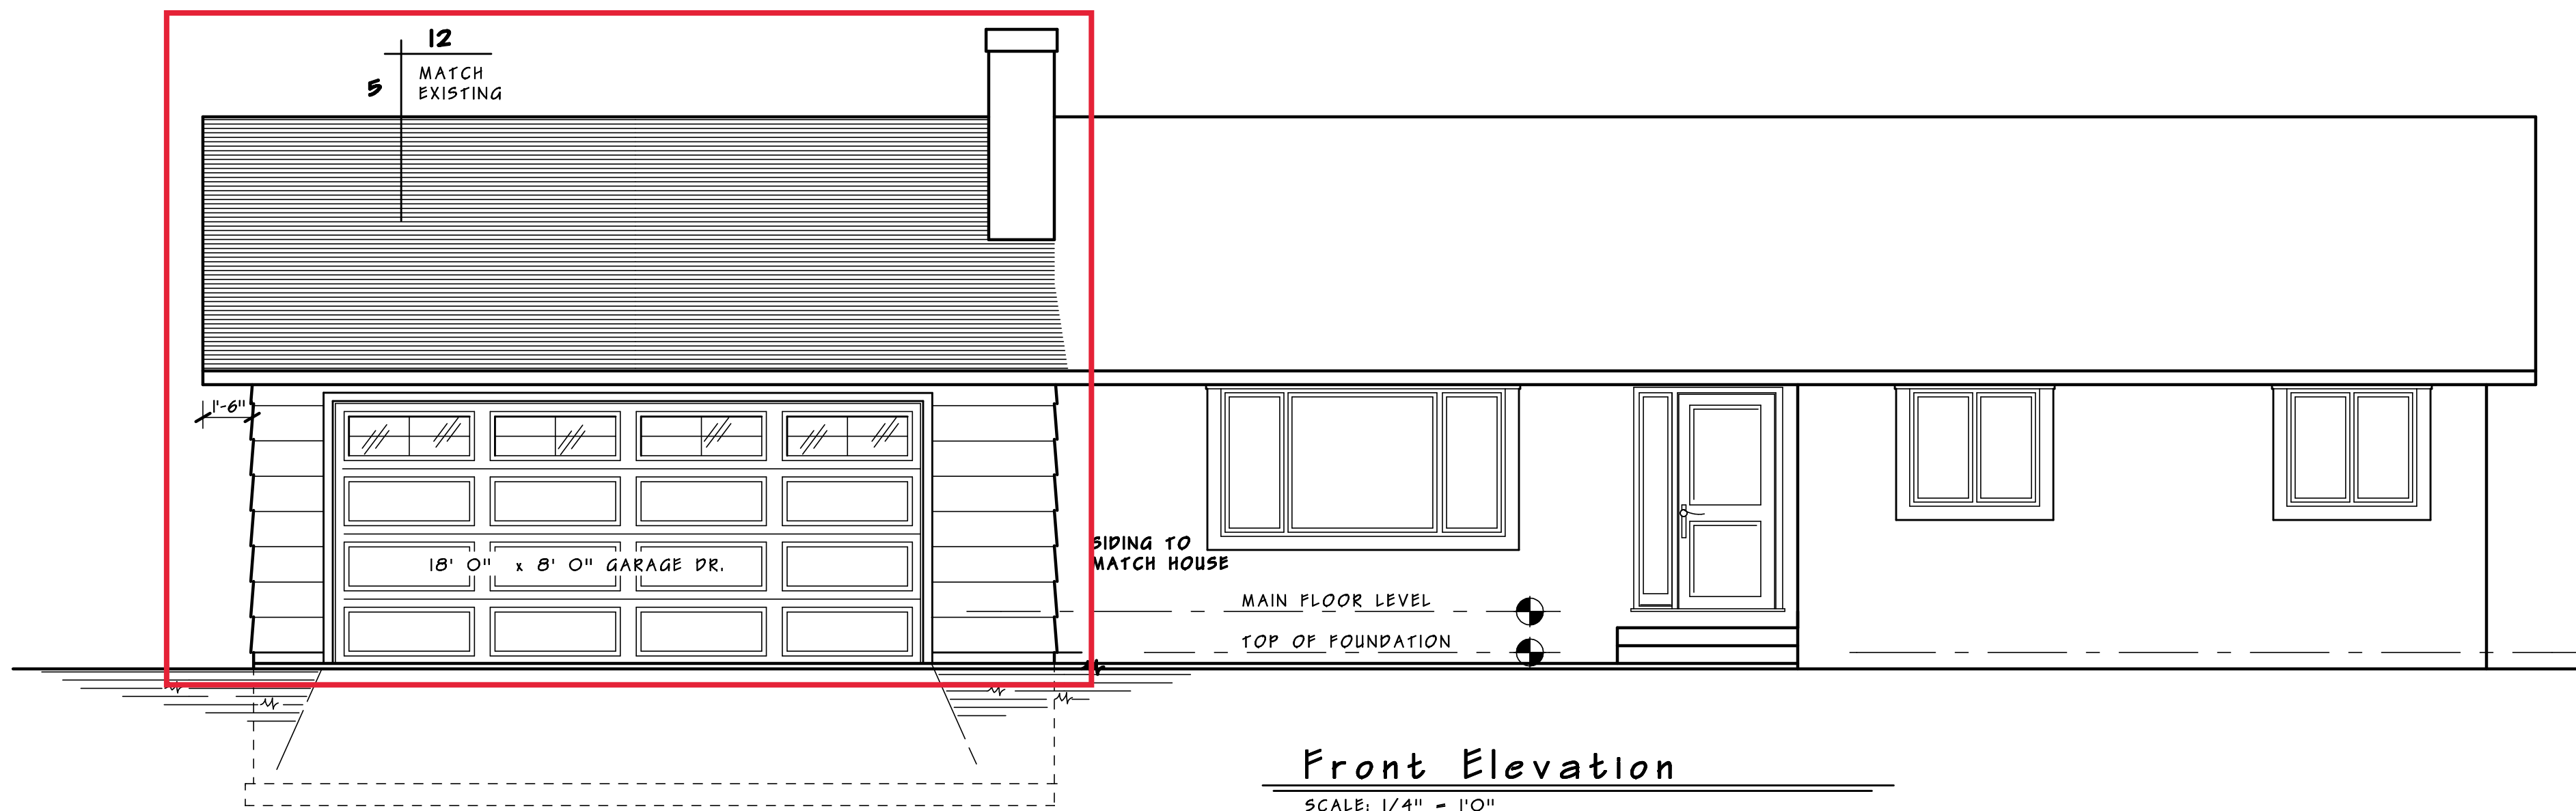 12
5
MATCH
EXISTING
1'-6"
18' 0" x 8' 0" GARAGE DR.
SIDING TO
MATCH HOUSE
MAIN FLOOR LEVEL
TOP OF FOUNDATION
Front Elevation
SCALE: 1/4" = 1'0"